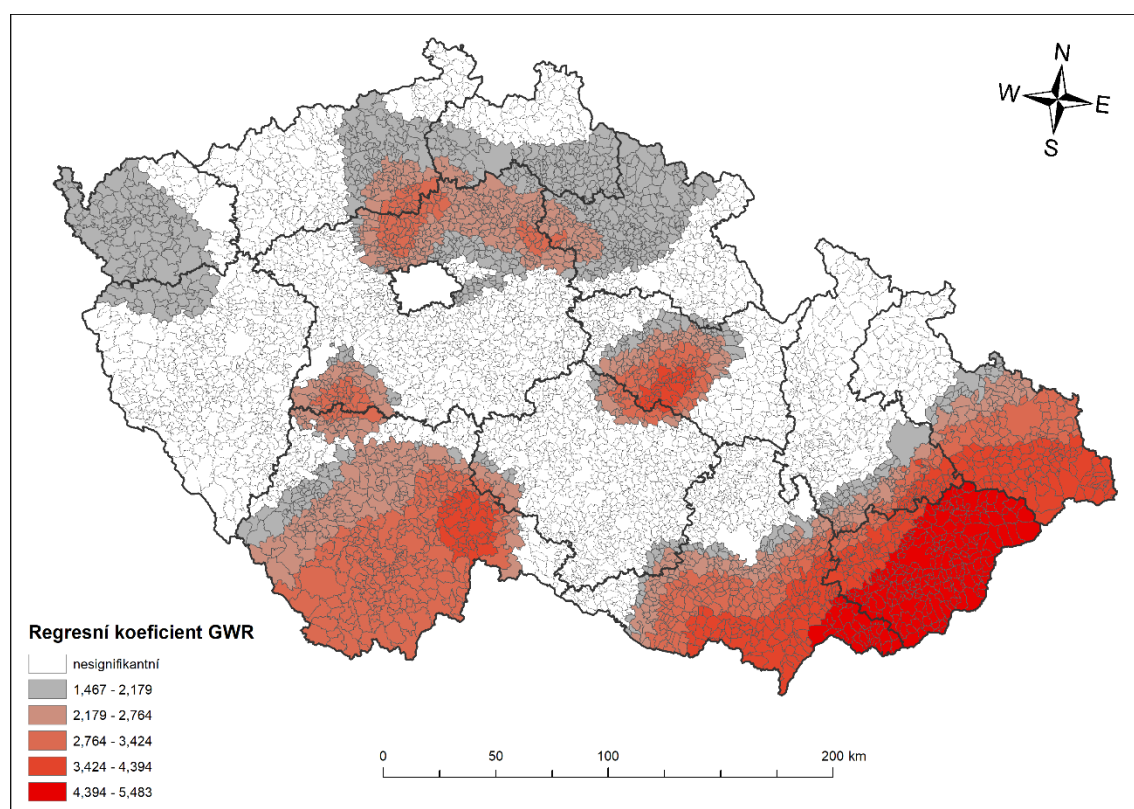 N
W E
S
Regresní koeficient GWR
nesignifikantní
1,467 - 2,179
2,179 - 2,764
2,764 - 3,424
3,424 - 4,394
4,394 - 5,483
0 50 100 200 km